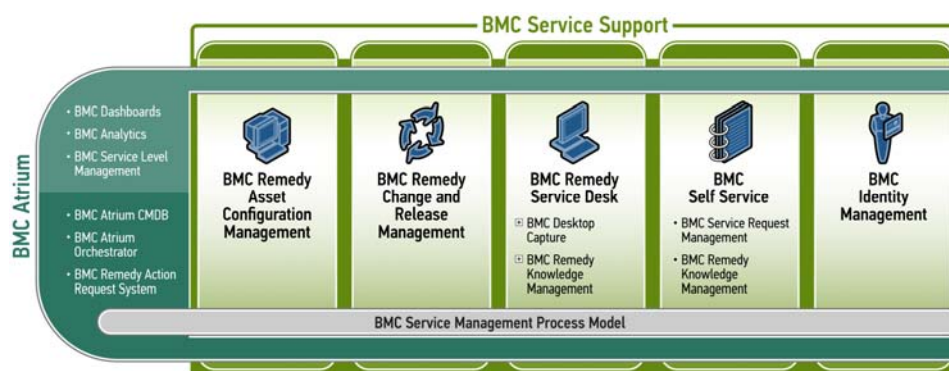 BMC Service Support
BMC Atrium
• BMC Dashboards
• BMC Analytics
• BMC Service Level
Management
• BMC Atrium CMDB
• BMC Atrium
Orchestrator
• BMC Remedy Action
Request System
BMC Remedy
Asset
Configuration
Management
BMC Remedy
Change and
Release
Management
BMC Remedy
Service Desk
BMC Desktop
Capture
BMC Remedy
Knowledge
Management
BMC
Self Service
• BMC Service Request
Management
• BMC Remedy
Knowledge
Management
BMC
Identity
Management
BMC Service Management Process Model